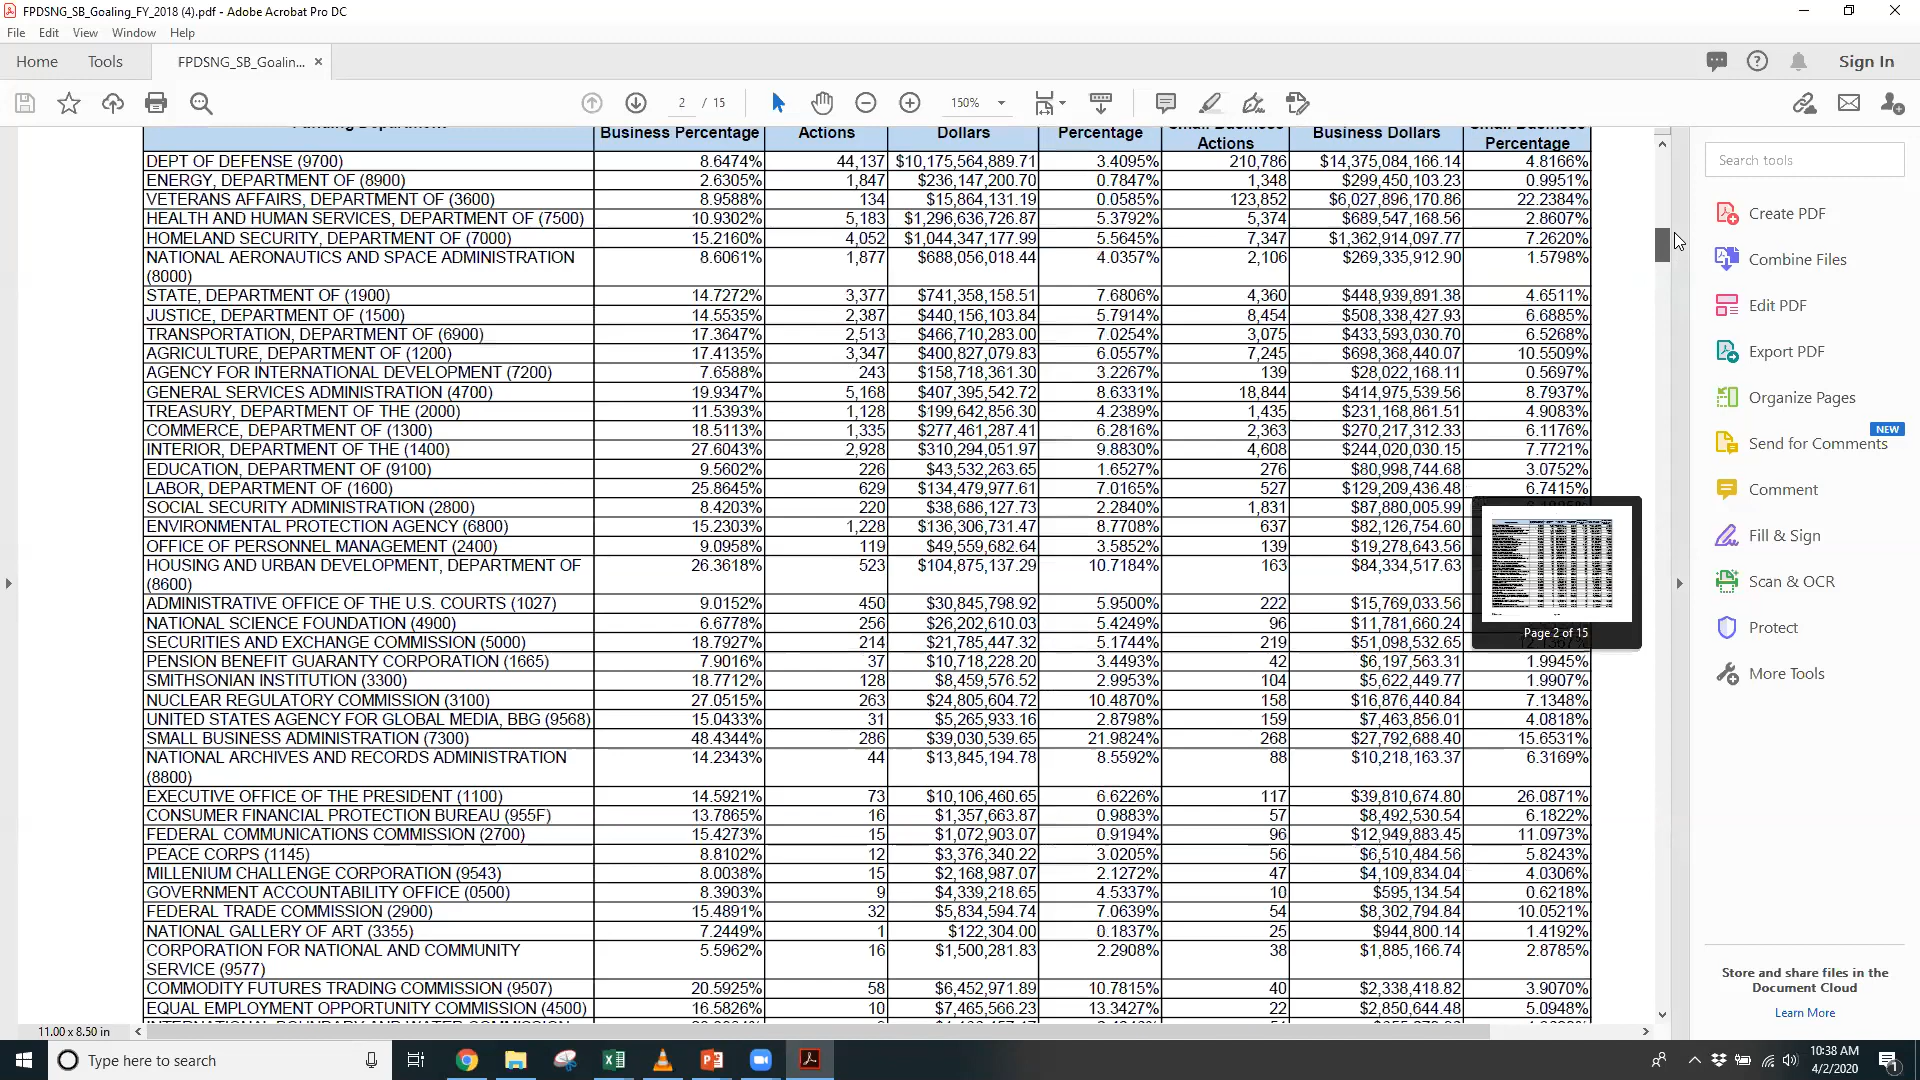 FPDSNG_SB_Goaling_FY_2018 (4).pdf - Adobe Acrobat Pro DC
File Edit View Window Help
Home Tools FPDSNG_SB_Goalin... × Sign In
2 / 15 150%
Business Percentage Actions Dollars Percentage Actions Business Dollars Percentage
DEPT OF DEFENSE (9700) 8.6474% 44,137 $10,175,564,889.71 3.4095% 210,786 $14,375,084,166.14 4.8166%
ENERGY, DEPARTMENT OF (8900) 2.6305% 1,847 $236,147,200.70 0.7847% 1,348 $299,450,103.23 0.9951%
VETERANS AFFAIRS, DEPARTMENT OF (3600) 8.9588% 134 $15,864,131.19 0.0585% 123,852 $6,027,896,170.86 22.2384%
HEALTH AND HUMAN SERVICES, DEPARTMENT OF (7500) 10.9302% 5,183 $1,296,636,726.87 5.3792% 5,374 $689,547,168.56 2.8607%
HOMELAND SECURITY, DEPARTMENT OF (7000) 15.2160% 4,052 $1,044,347,177.99 5.5645% 7,347 $1,362,914,097.77 7.2620%
NATIONAL AERONAUTICS AND SPACE ADMINISTRATION 8.6061% 1,877 $688,056,018.44 4.0357% 2,106 $269,335,912.90 1.5798%
(8000)
STATE, DEPARTMENT OF (1900) 14.7272% 3,377 $741,358,158.51 7.6806% 4,360 $448,939,891.38 4.6511%
JUSTICE, DEPARTMENT OF (1500) 14.5535% 2,387 $440,156,103.84 5.7914% 8,454 $508,338,427.93 6.6885%
TRANSPORTATION, DEPARTMENT OF (6900) 17.3647% 2,513 $466,710,283.00 7.0254% 3,075 $433,593,030.70 6.5268%
AGRICULTURE, DEPARTMENT OF (1200) 17.4135% 3,347 $400,827,079.83 6.0557% 7,245 $698,368,440.07 10.5509%
AGENCY FOR INTERNATIONAL DEVELOPMENT (7200) 7.6588% 243 $158,718,361.30 3.2267% 139 $28,022,168.11 0.5697%
GENERAL SERVICES ADMINISTRATION (4700) 19.9347% 5,168 $407,395,542.72 8.6331% 18,844 $414,975,539.56 8.7937%
TREASURY, DEPARTMENT OF THE (2000) 11.5393% 1,128 $199,642,856.30 4.2389% 1,435 $231,168,861.51 4.9083%
COMMERCE, DEPARTMENT OF (1300) 18.5113% 1,335 $277,461,287.41 6.2816% 2,363 $270,217,312.33 6.1176%
INTERIOR, DEPARTMENT OF THE (1400) 27.6043% 2,928 $310,294,051.97 9.8830% 4,608 $244,020,030.15 7.7721%
EDUCATION, DEPARTMENT OF (9100) 9.5602% 226 $43,532,263.65 1.6527% 276 $80,998,744.68 3.0752%
LABOR, DEPARTMENT OF (1600) 25.8645% 629 $134,479,977.61 7.0165% 527 $129,209,436.48 6.7415%
SOCIAL SECURITY ADMINISTRATION (2800) 8.4203% 220 $38,686,127.73 2.2840% 1,831 $87,880,005.99
ENVIRONMENTAL PROTECTION AGENCY (6800) 15.2303% 1,228 $136,306,731.47 8.7708% 637 $82,126,754.60
OFFICE OF PERSONNEL MANAGEMENT (2400) 9.0958% 119 $49,559,682.64 3.5852% 139 $19,278,643.56
HOUSING AND URBAN DEVELOPMENT, DEPARTMENT OF 26.3618% 523 $104,875,137.29 10.7184% 163 $84,334,517.63
(8600)
ADMINISTRATIVE OFFICE OF THE U.S. COURTS (1027) 9.0152% 450 $30,845,798.92 5.9500% 222 $15,769,033.56
NATIONAL SCIENCE FOUNDATION (4900) 6.6778% 256 $26,202,610.03 5.4249% 96 $11,781,660.24
SECURITIES AND EXCHANGE COMMISSION (5000) 18.7927% 214 $21,785,447.32 5.1744% 219 $51,098,532.65
PENSION BENEFIT GUARANTY CORPORATION (1665) 7.9016% 37 $10,718,228.20 3.4493% 42 $6,197,563.31 1.9945%
SMITHSONIAN INSTITUTION (3300) 18.7712% 128 $8,459,576.52 2.9953% 104 $5,622,449.77 1.9907%
NUCLEAR REGULATORY COMMISSION (3100) 27.0515% 263 $24,805,604.72 10.4870% 158 $16,876,440.84 7.1348%
UNITED STATES AGENCY FOR GLOBAL MEDIA, BBG (9568) 15.0433% 31 $5,265,933.16 2.8798% 159 $7,463,856.01 4.0818%
SMALL BUSINESS ADMINISTRATION (7300) 48.4344% 286 $39,030,539.65 21.9824% 268 $27,792,688.40 15.6531%
NATIONAL ARCHIVES AND RECORDS ADMINISTRATION 14.2343% 44 $13,845,194.78 8.5592% 88 $10,218,163.37 6.3169%
(8800)
EXECUTIVE OFFICE OF THE PRESIDENT (1100) 14.5921% 73 $10,106,460.65 6.6226% 117 $39,810,674.80 26.0871%
CONSUMER FINANCIAL PROTECTION BUREAU (955F) 13.7865% 16 $1,357,663.87 0.9883% 57 $8,492,530.54 6.1822%
FEDERAL COMMUNICATIONS COMMISSION (2700) 15.4273% 15 $1,072,903.07 0.9194% 96 $12,949,883.45 11.0973%
PEACE CORPS (1145) 8.8102% 12 $3,376,340.22 3.0205% 56 $6,510,484.56 5.8243%
MILLENIUM CHALLENGE CORPORATION (9543) 8.0038% 15 $2,168,987.07 2.1272% 47 $4,109,834.04 4.0306%
GOVERNMENT ACCOUNTABILITY OFFICE (0500) 8.3903% 9 $4,339,218.65 4.5337% 10 $595,134.54 0.6218%
FEDERAL TRADE COMMISSION (2900) 15.4891% 32 $5,834,594.74 7.0639% 54 $8,302,794.84 10.0521%
NATIONAL GALLERY OF ART (3355) 7.2449% 1 $122,304.00 0.1837% 25 $944,800.14 1.4192%
CORPORATION FOR NATIONAL AND COMMUNITY 5.5962% 16 $1,500,281.83 2.2908% 38 $1,885,166.74 2.8785%
SERVICE (9577)
COMMODITY FUTURES TRADING COMMISSION (9507) 20.5925% 58 $6,452,971.89 10.7815% 40 $2,338,418.82 3.9070%
EQUAL EMPLOYMENT OPPORTUNITY COMMISSION (4500) 16.5826% 10 $7,465,566.23 13.3427% 22 $2,850,644.48 5.0948%
Page 2 of 15
Search tools
Create PDF
Combine Files
Edit PDF
Export PDF
Organize Pages
NEW
Send for Comments
Comment
Fill & Sign
Scan & OCR
Protect
More Tools
Store and share files in the
Document Cloud
Learn More
11.00 x 8.50 in
Type here to search
10:38 AM
4/2/2020
1